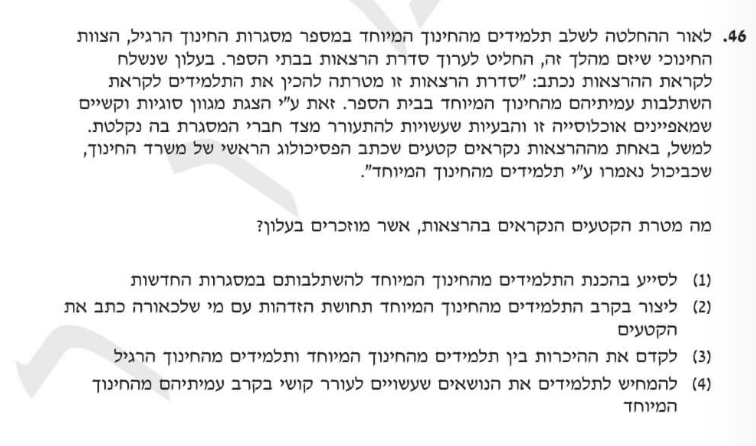 46. לאור ההחלטה לשלב תלמידים מהחינוך המיוחד במספר מסגרות החינוך הרגיל, הצוות
החינוכי שיזם מהלך זה, החליט לערוך סדרת הרצאות בבתי הספר. בעלון שנשלח
לקראת ההרצאות נכתב: "סדרת הרצאות זו מטרתה להכין את התלמידים לקראת
השתלבות עמיתיהם מהחינוך המיוחד בבית הספר. זאת ע"י הצגת מגוון סוגיות וקשיים
שמאפיינים אוכלוסייה זו והבעיות שעשויות להתעורר מצד חברי המסגרת בה נקלטת.
למשל, באחת מההרצאות נקראים קטעים שכתב הפסיכולוג הראשי של משרד החינוך,
שכביכול נאמרו ע"י תלמידים מהחינוך המיוחד".
מה מטרת הקטעים הנקראים בהרצאות, אשר מוזכרים בעלון?
(1) לסייע בהכנת התלמידים מהחינוך המיוחד להשתלבותם במסגרות החדשות
(2) ליצור בקרב התלמידים מהחינוך המיוחד תחושת הזדהות עם מי שלכאורה כתב את
הקטעים
(3) לקדם את ההיכרות בין תלמידים מהחינוך המיוחד ותלמידים מהחינוך הרגיל
(4) להמחיש לתלמידים את הנושאים שעשויים לעורר קושי בקרב עמיתיהם מהחינוך
המיוחד